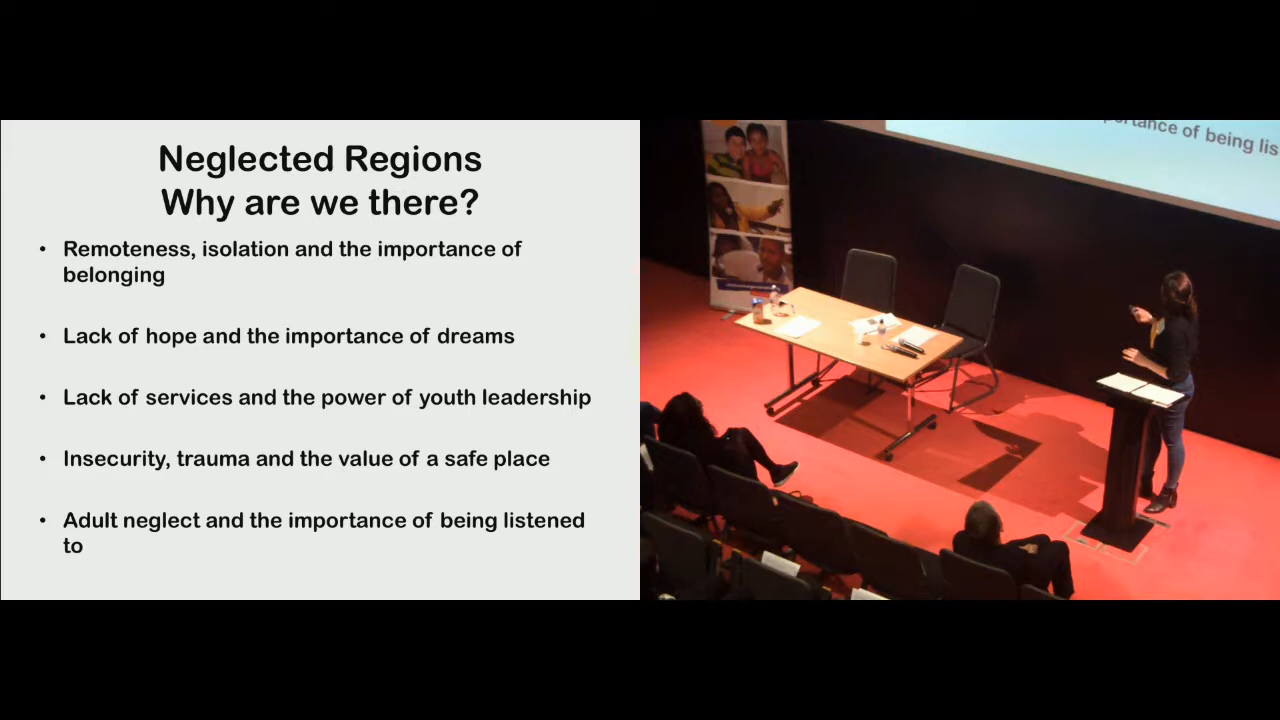 Neglected Regions
Why are we there?
• Remoteness, isolation and the importance of
belonging
• Lack of hope and the importance of dreams
• Lack of services and the power of youth leadership
• Insecurity, trauma and the value of a safe place
• Adult neglect and the importance of being listened
to
of being lis